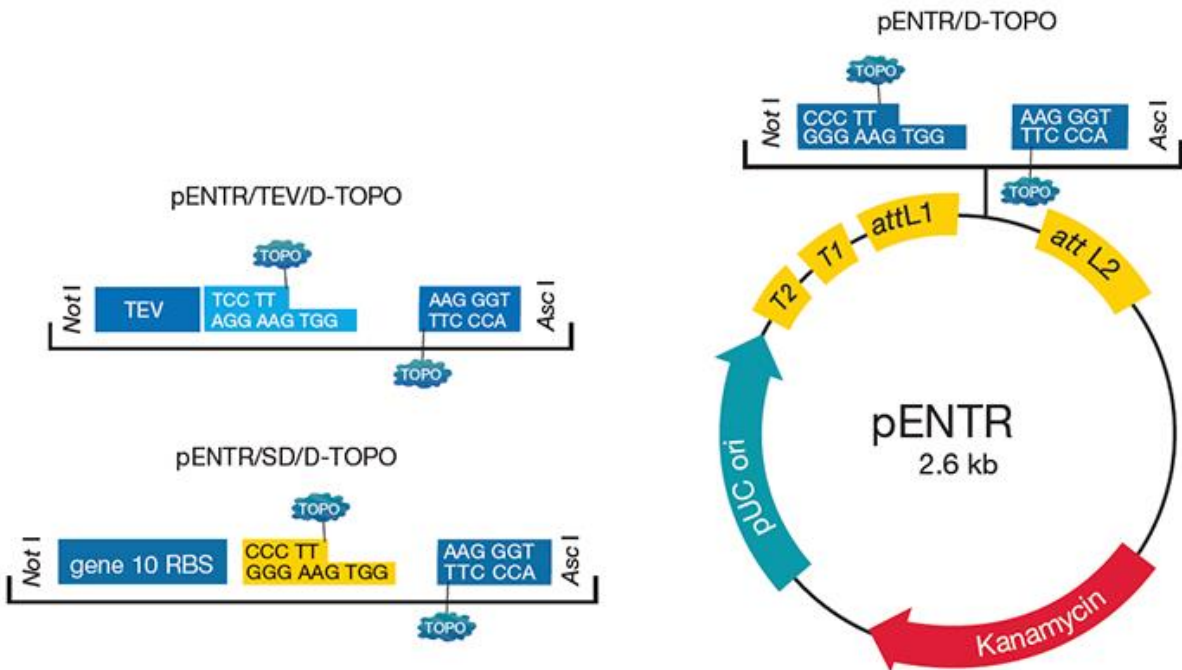 pENTR/D-TOPO
TOPO
Not I
CCC TT
GGG AAG TGG
AAG GGT
TTC CCA
Asc I
TOPO
pENTR/TEV/D-TOPO
TOPO
Not I
TEV
TCC TT
AGG AAG TGG
AAG GGT
TTC CCA
Asc I
TOPO
pENTR/SD/D-TOPO
TOPO
Not I
gene 10 RBS
CCC TT
GGG AAG TGG
AAG GGT
TTC CCA
Asc I
TOPO
T2
T1
attL1
att L2
pUC ori
pENTR
2.6 kb
Kanamycin